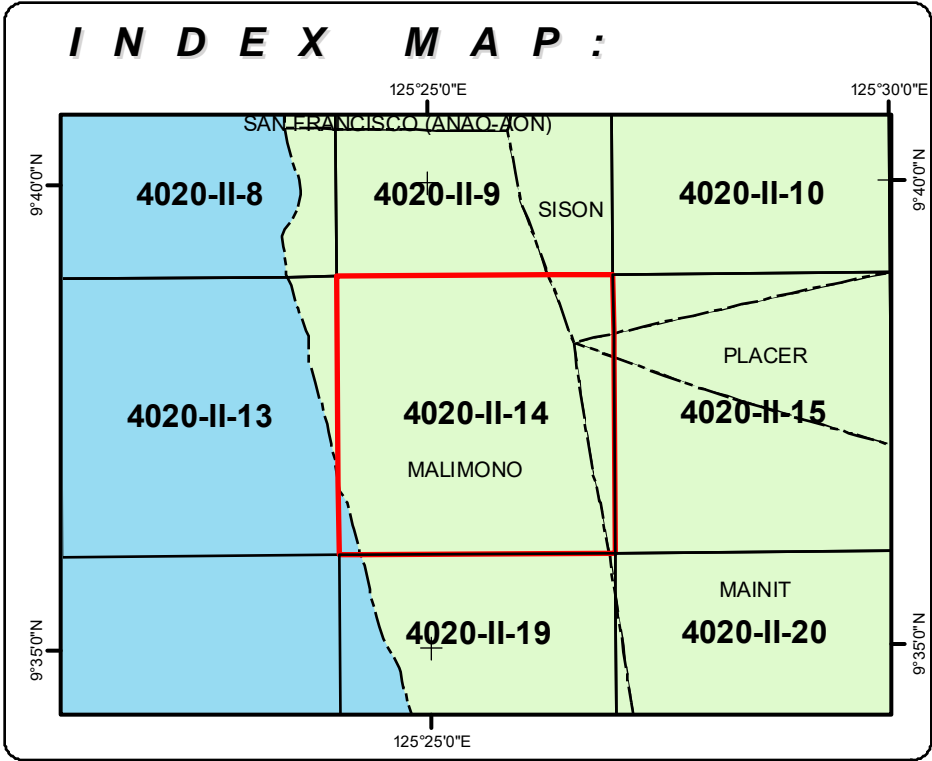 INDEX MAP:
125°25'0"E
125°30'0"E
SAN FRANCISCO (ANAO-AON)
9°40'0"N
4020-II-8
4020-II-9
4020-II-10
9°40'0"N
SISON
PLACER
4020-II-13
4020-II-14
4020-II-15
MALIMONO
MAINIT
4020-II-19
4020-II-20
9°35'0"N
9°35'0"N
125°25'0"E